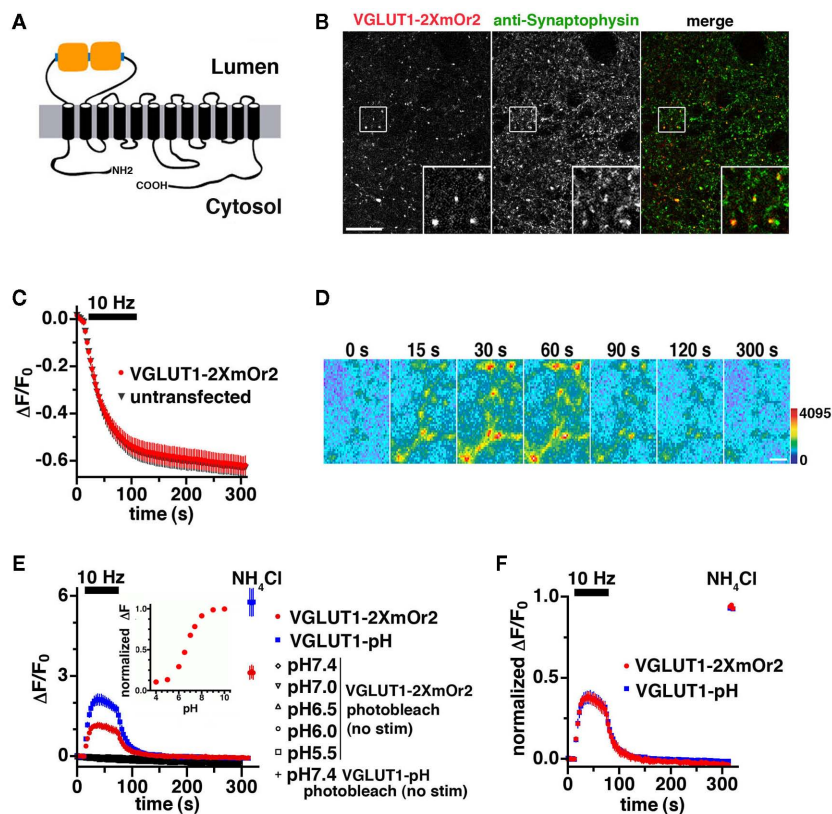 A
Lumen
NH2
COOH
Cytosol
B
VGLUT1-2XmOr2 anti-Synaptophysin merge
C
10 Hz
0.0
-0.2
-0.4
-0.6
ΔF/F0
VGLUT1-2XmOr2
untransfected
0 100 200 300
time (s)
D
0 s 15 s 30 s 60 s 90 s 120 s 300 s
4095
0
E
10 Hz
NH4Cl
6
3
0
ΔF/F0
normalized ΔF
1.0
0.5
0.0
4 6 8 10
pH
VGLUT1-2XmOr2
VGLUT1-pH
pH7.4
pH7.0
pH6.5
pH6.0
pH5.5
VGLUT1-2XmOr2
photobleach
(no stim)
pH7.4 VGLUT1-pH
photobleach (no stim)
0 100 200 300
time (s)
F
10 Hz
NH4Cl
1.0
0.5
0.0
normalized ΔF/F0
VGLUT1-2XmOr2
VGLUT1-pH
0 100 200 300
time (s)